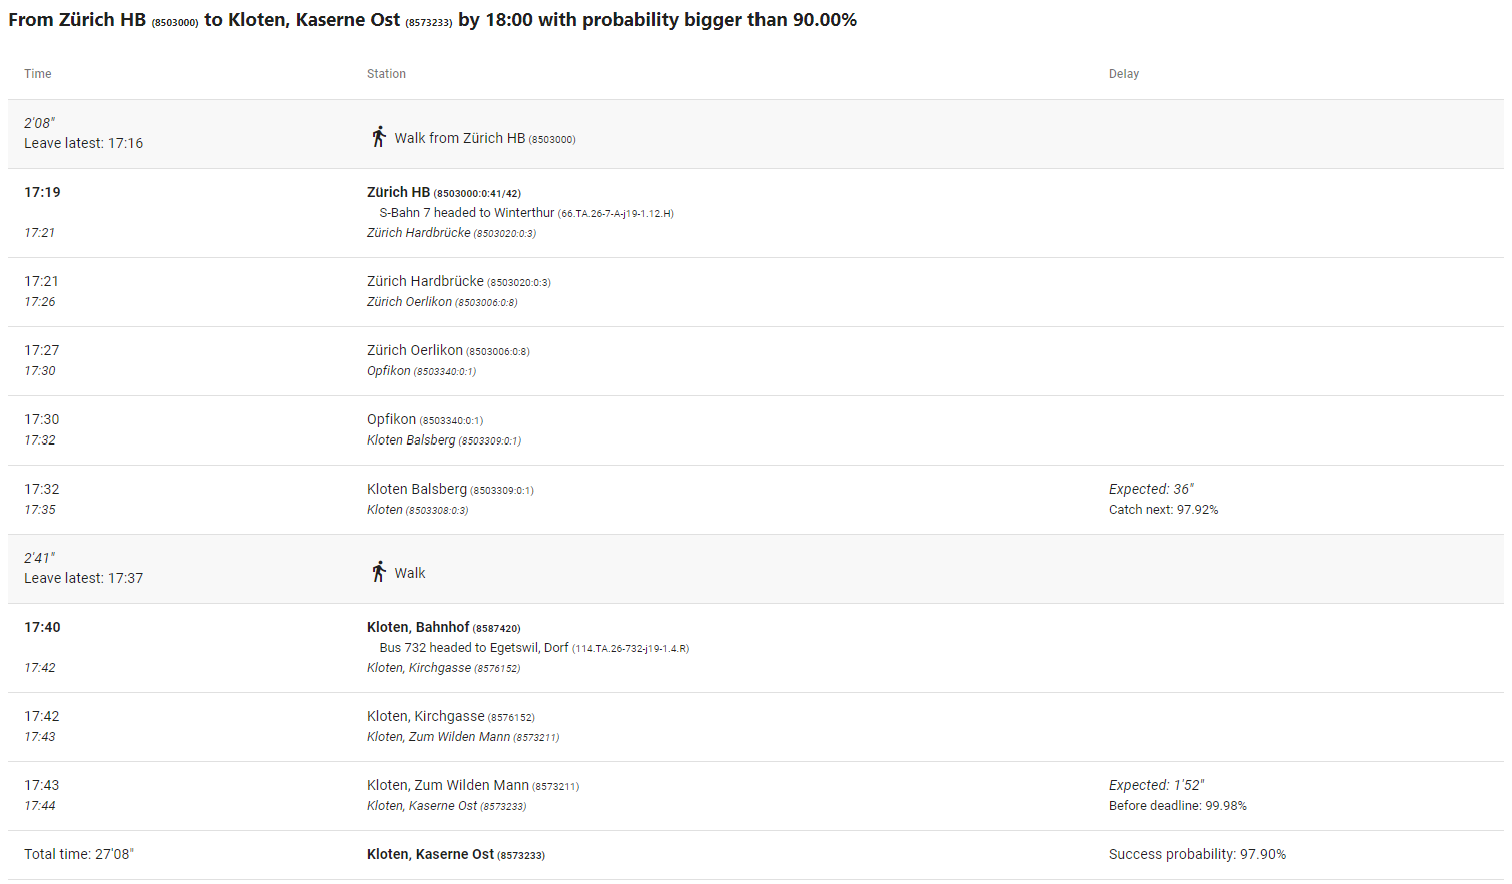 From Zürich HB (8503000) to Kloten, Kaserne Ost (8573233) by 18:00 with probability bigger than 90.00%
Time Station Delay
2'08"
Leave latest: 17:16
Walk from Zürich HB (8503000)
17:19 Zürich HB (8503000:0:41/42)
S-Bahn 7 headed to Winterthur (66.TA.26-7-A-j19-1.12.H)
17:21 Zürich Hardbrücke (8503020:0:3)
17:21 Zürich Hardbrücke (8503020:0:3)
17:26 Zürich Oerlikon (8503006:0:8)
17:27 Zürich Oerlikon (8503006:0:8)
17:30 Opfikon (8503340:0:1)
17:30 Opfikon (8503340:0:1)
17:32 Kloten Balsberg (8503309:0:1)
17:32 Kloten Balsberg (8503309:0:1) Expected: 36"
17:35 Kloten (8503308:0:3) Catch next: 97.92%
2'41"
Leave latest: 17:37
Walk
17:40 Kloten, Bahnhof (8587420)
Bus 732 headed to Egetswil, Dorf (114.TA.26-732-j19-1.4.R)
17:42 Kloten, Kirchgasse (8576152)
17:42 Kloten, Kirchgasse (8576152)
17:43 Kloten, Zum Wilden Mann (8573211)
17:43 Kloten, Zum Wilden Mann (8573211) Expected: 1'52"
17:44 Kloten, Kaserne Ost (8573233) Before deadline: 99.98%
Total time: 27'08" Kloten, Kaserne Ost (8573233) Success probability: 97.90%